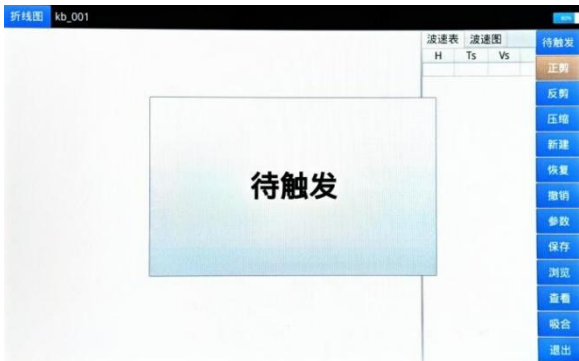 折线图 kb_001
波速表 波速图
H Ts Vs
待触发
待触发
正剪
反剪
压缩
新建
恢复
撤销
参数
保存
浏览
查看
吸合
退出